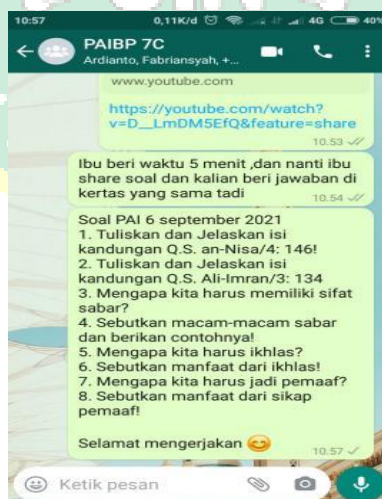 10:57
0,11K/d
4G
40%
PAIBP 7C
Ardianto, Fabriansyah, +...
www.youtube.com
https://youtube.com/watch?
v=D__LmDM5EfQ&feature=share
10.53
Ibu beri waktu 5 menit ,dan nanti ibu
share soal dan kalian beri jawaban di
kertas yang sama tadi
10.54
Soal PAI 6 september 2021
1. Tuliskan dan Jelaskan isi
kandungan Q.S. an-Nisa/4: 146!
2. Tuliskan dan Jelaskan isi
kandungan Q.S. Ali-Imran/3: 134
3. Mengapa kita harus memiliki sifat
sabar?
4. Sebutkan macam-macam sabar
dan berikan contohnya!
5. Mengapa kita harus ikhlas?
6. Sebutkan manfaat dari ikhlas!
7. Mengapa kita harus jadi pemaaf?
8. Sebutkan manfaat dari sikap
pemaaf!
Selamat mengerjakan 😊
10.57
Ketik pesan